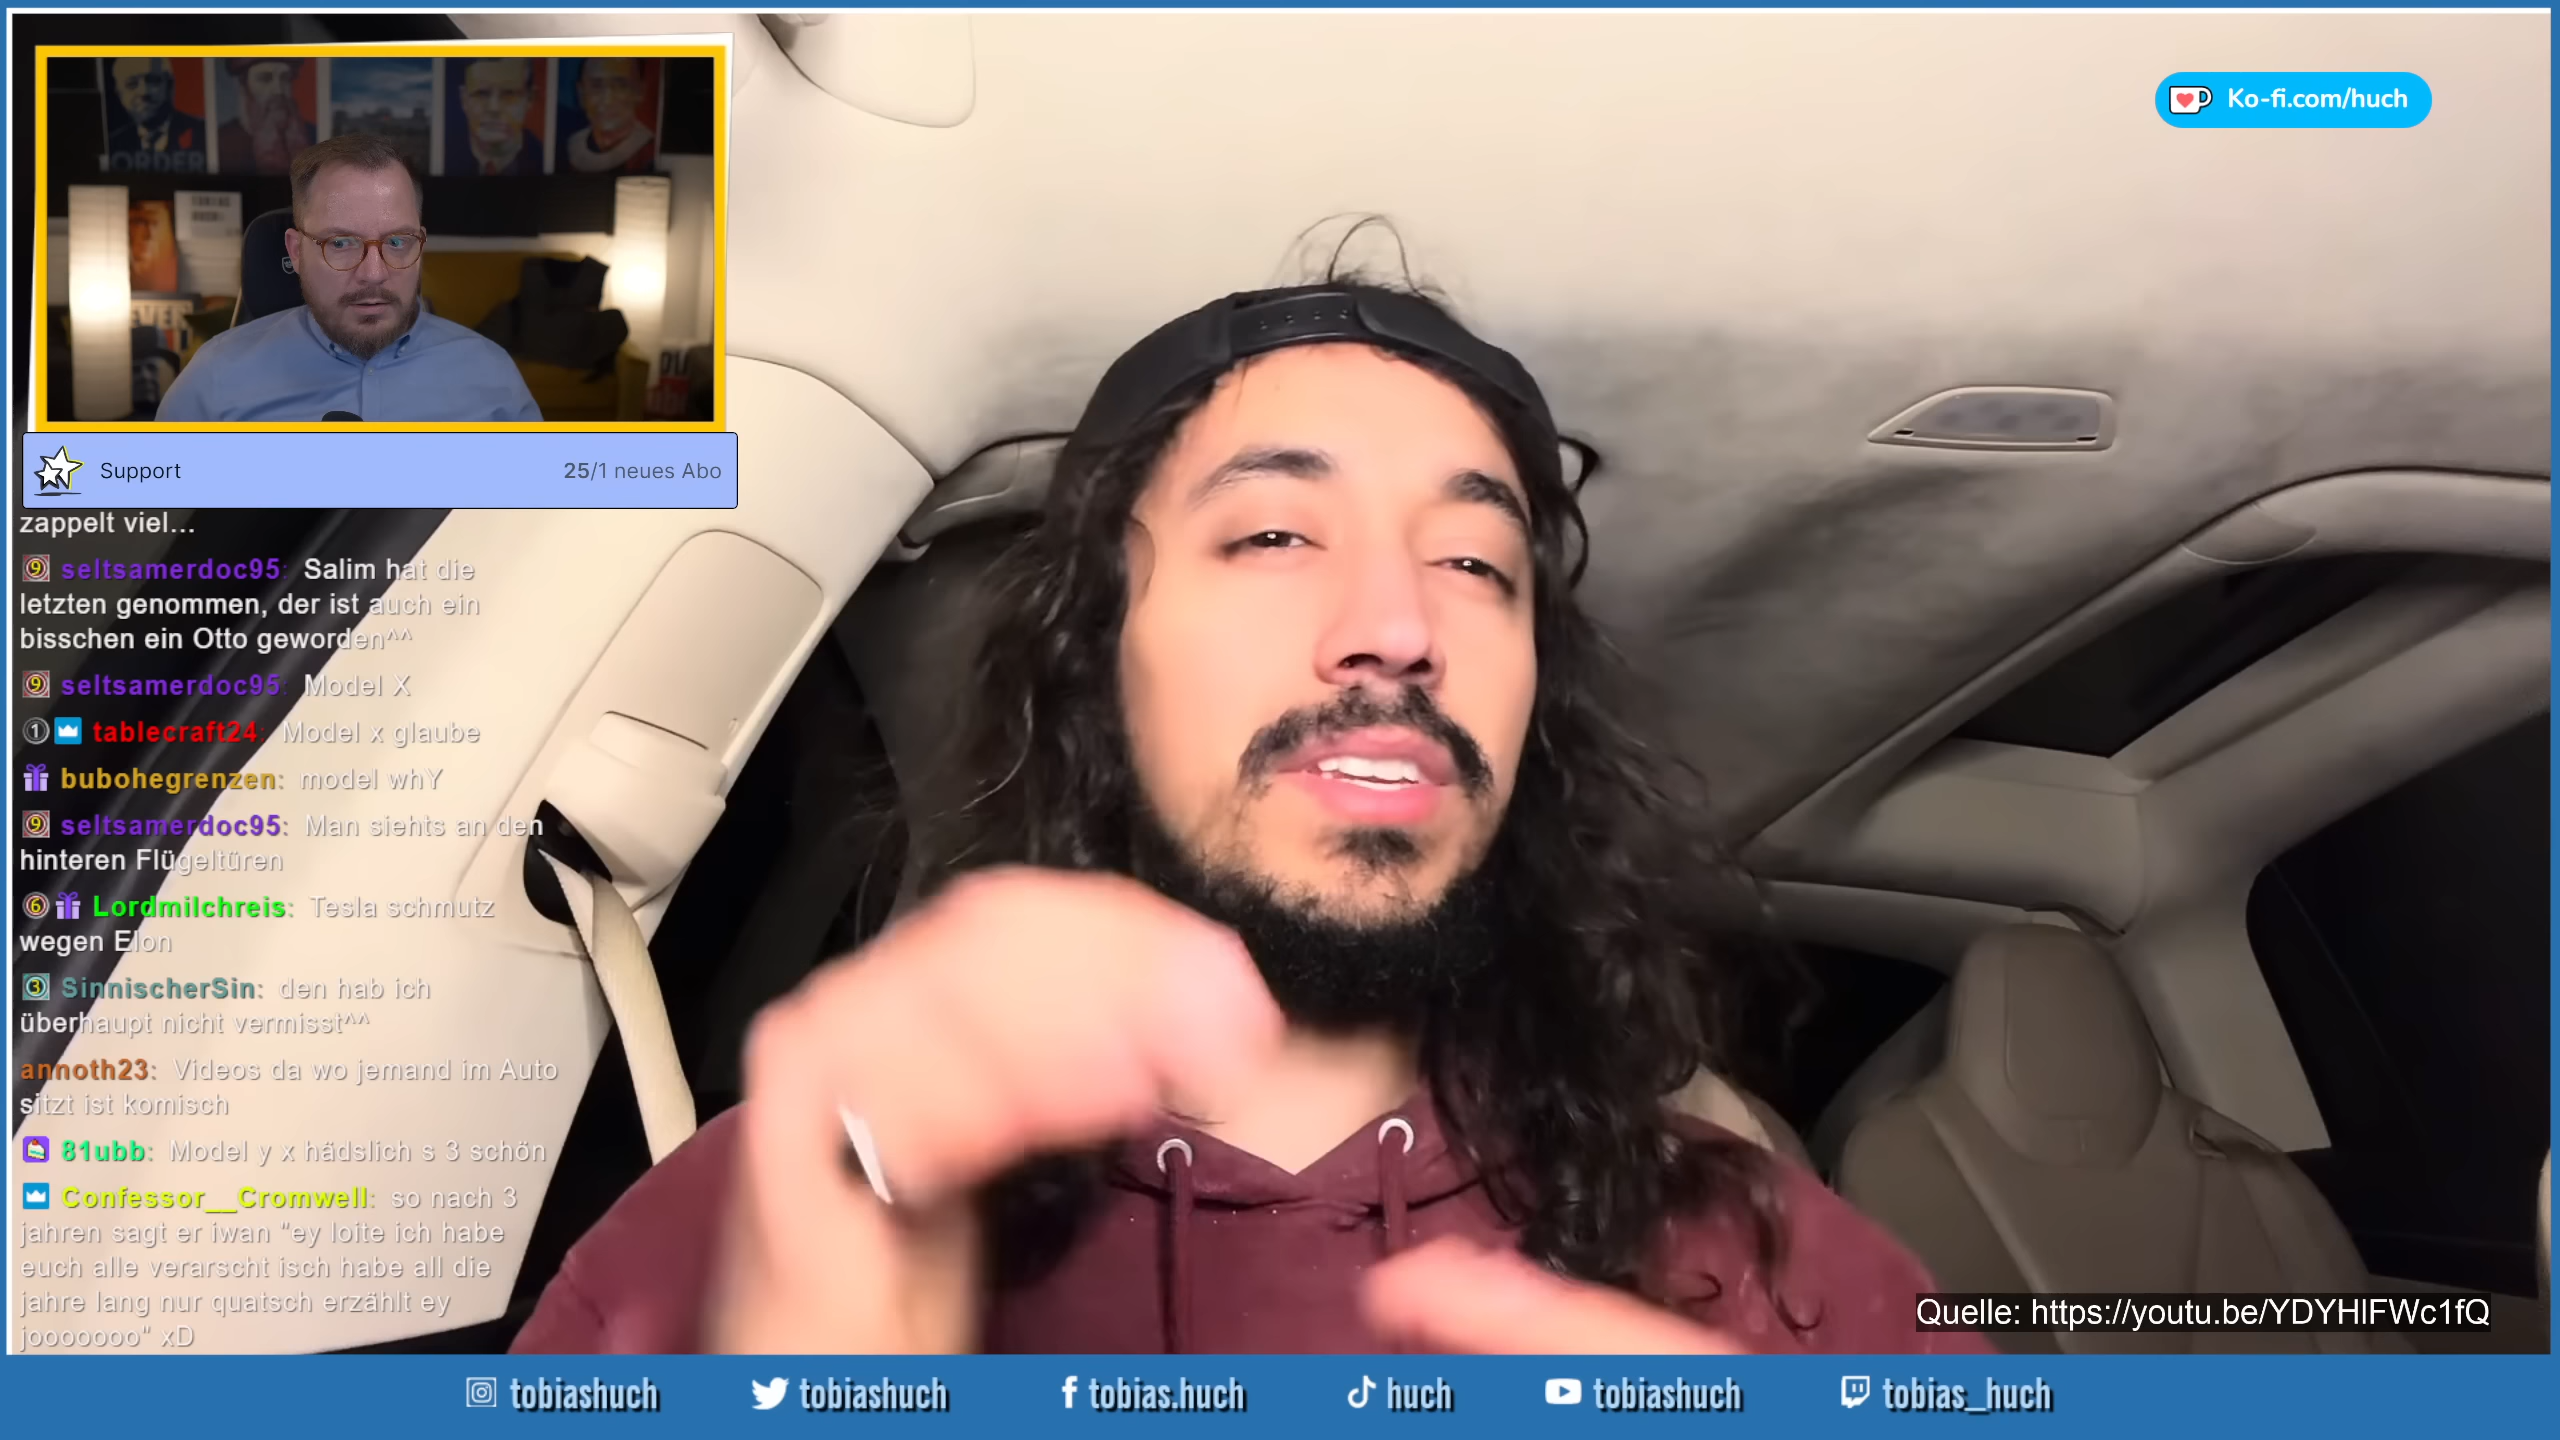 Ko-fi.com/huch
Support
25/1 neues Abo
zappelt viel...
seltsamerdoc95: Salim hat die
letzten genommen, der ist auch ein
bisschen ein Otto geworden^^
seltsamerdoc95: Model X
tablecraft24: Model x glaube
bubohegrenzen: model whY
seltsamerdoc95: Man siehts an den
hinteren Flügeltüren
Lordmilchreis: Tesla schmutz
wegen Elon
SinnischerSin: den hab ich
überhaupt nicht vermisst^^
annoth23: Videos da wo jemand im Auto
sitzt ist komisch
81ubb: Model y x hädslich s 3 schön
Confessor__Cromwell: so nach 3
jahren sagt er iwan "ey loite ich habe
euch alle verarscht isch habe all die
jahre lang nur quatsch erzählt ey
jooooooo" xD
Quelle: https://youtu.be/YDYHlFWc1fQ
tobiashuch
tobiashuch
tobias.huch
huch
tobiashuch
tobias_huch